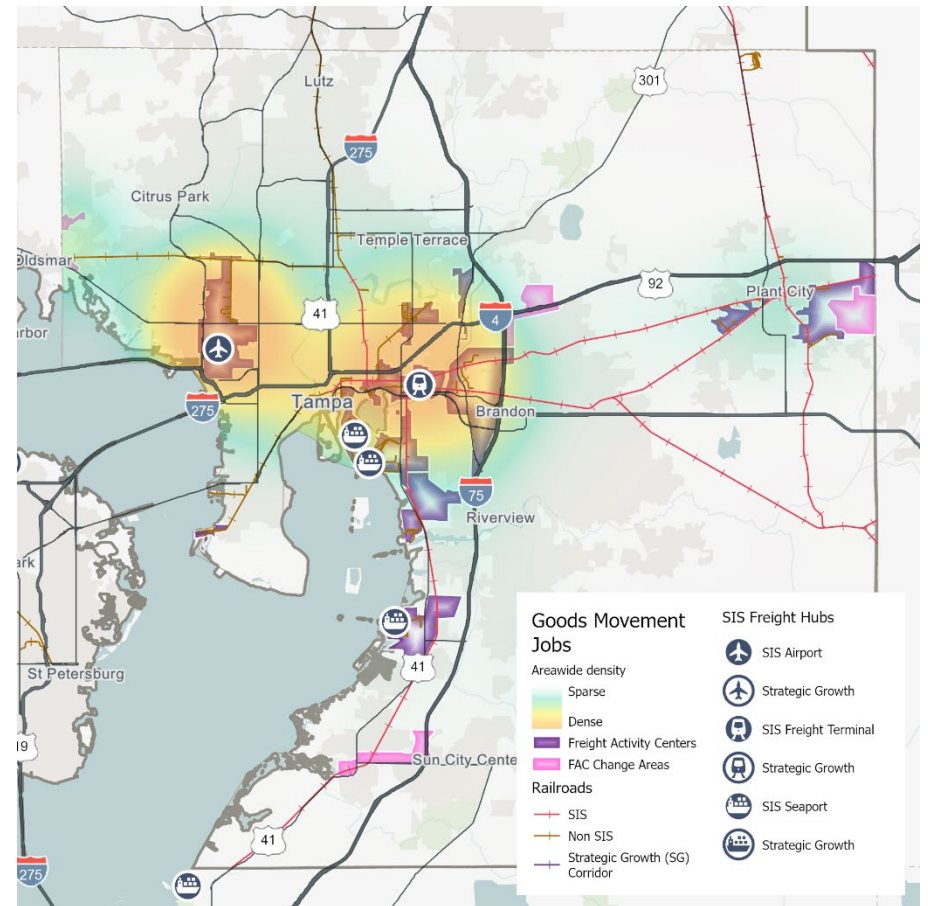 Lutz
301
275
Citrus Park
Temple Terrace
Oldsmar
92
41
Plant City
4
arbor
275
Tampa
Brandon
75
Riverview
ark
41
St Petersburg
19
Sun City Cente
41
275
Goods Movement
Jobs
Areawide density
Sparse
Dense
Freight Activity Centers
FAC Change Areas
Railroads
SIS
Non SIS
Strategic Growth (SG)
Corridor
SIS Freight Hubs
SIS Airport
Strategic Growth
SIS Freight Terminal
Strategic Growth
SIS Seaport
Strategic Growth